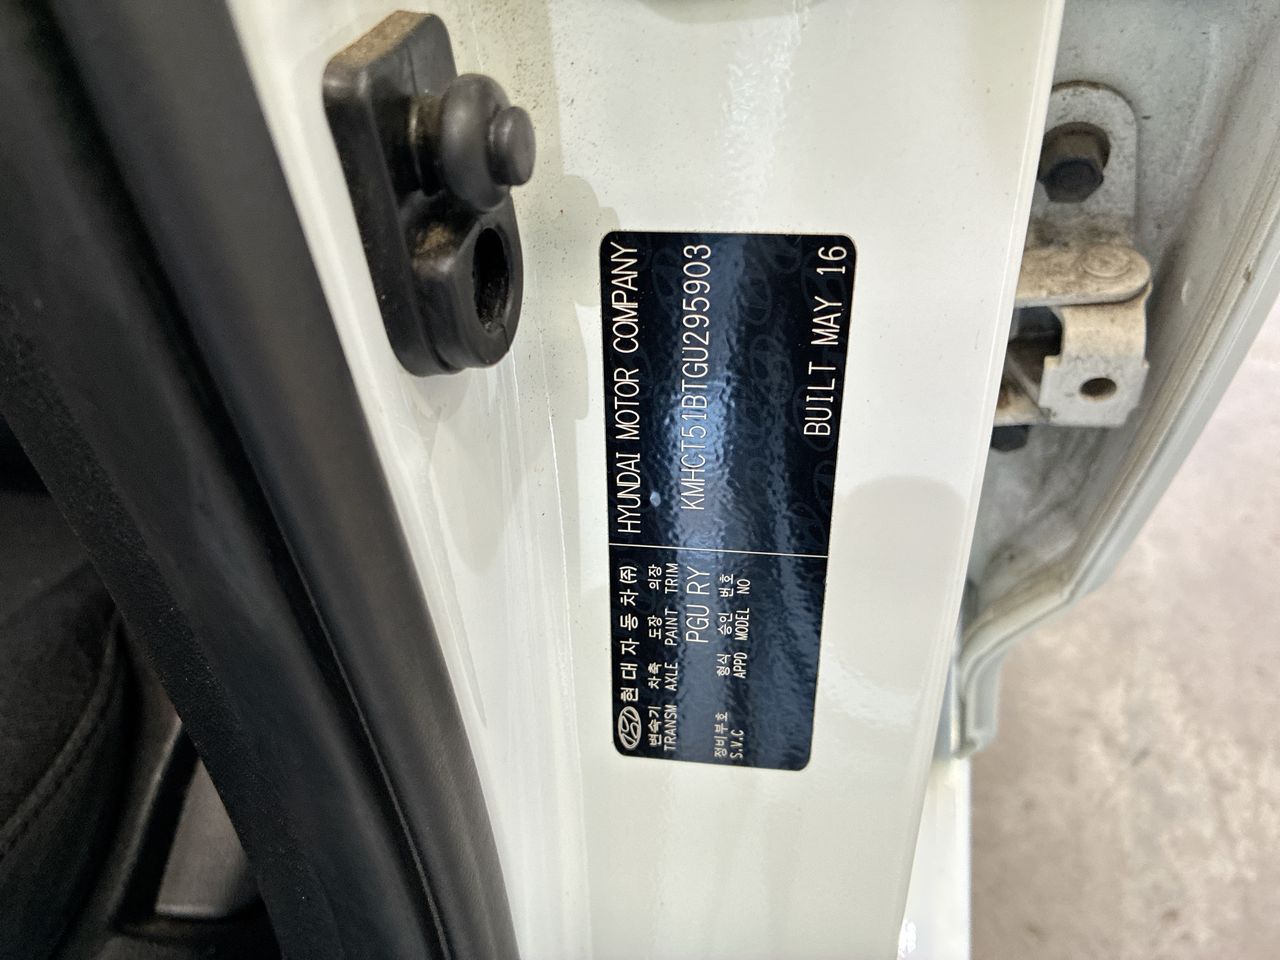 현대자동차(주)
변속기 차축 도장 의장
TRANSM AXLE PAINT TRIM
PGU RY
정비부호 형식 승인 번호
S.V.C APPD MODEL NO
HYUNDAI MOTOR COMPANY
KMHCT51BTGU295903
BUILT MAY 16